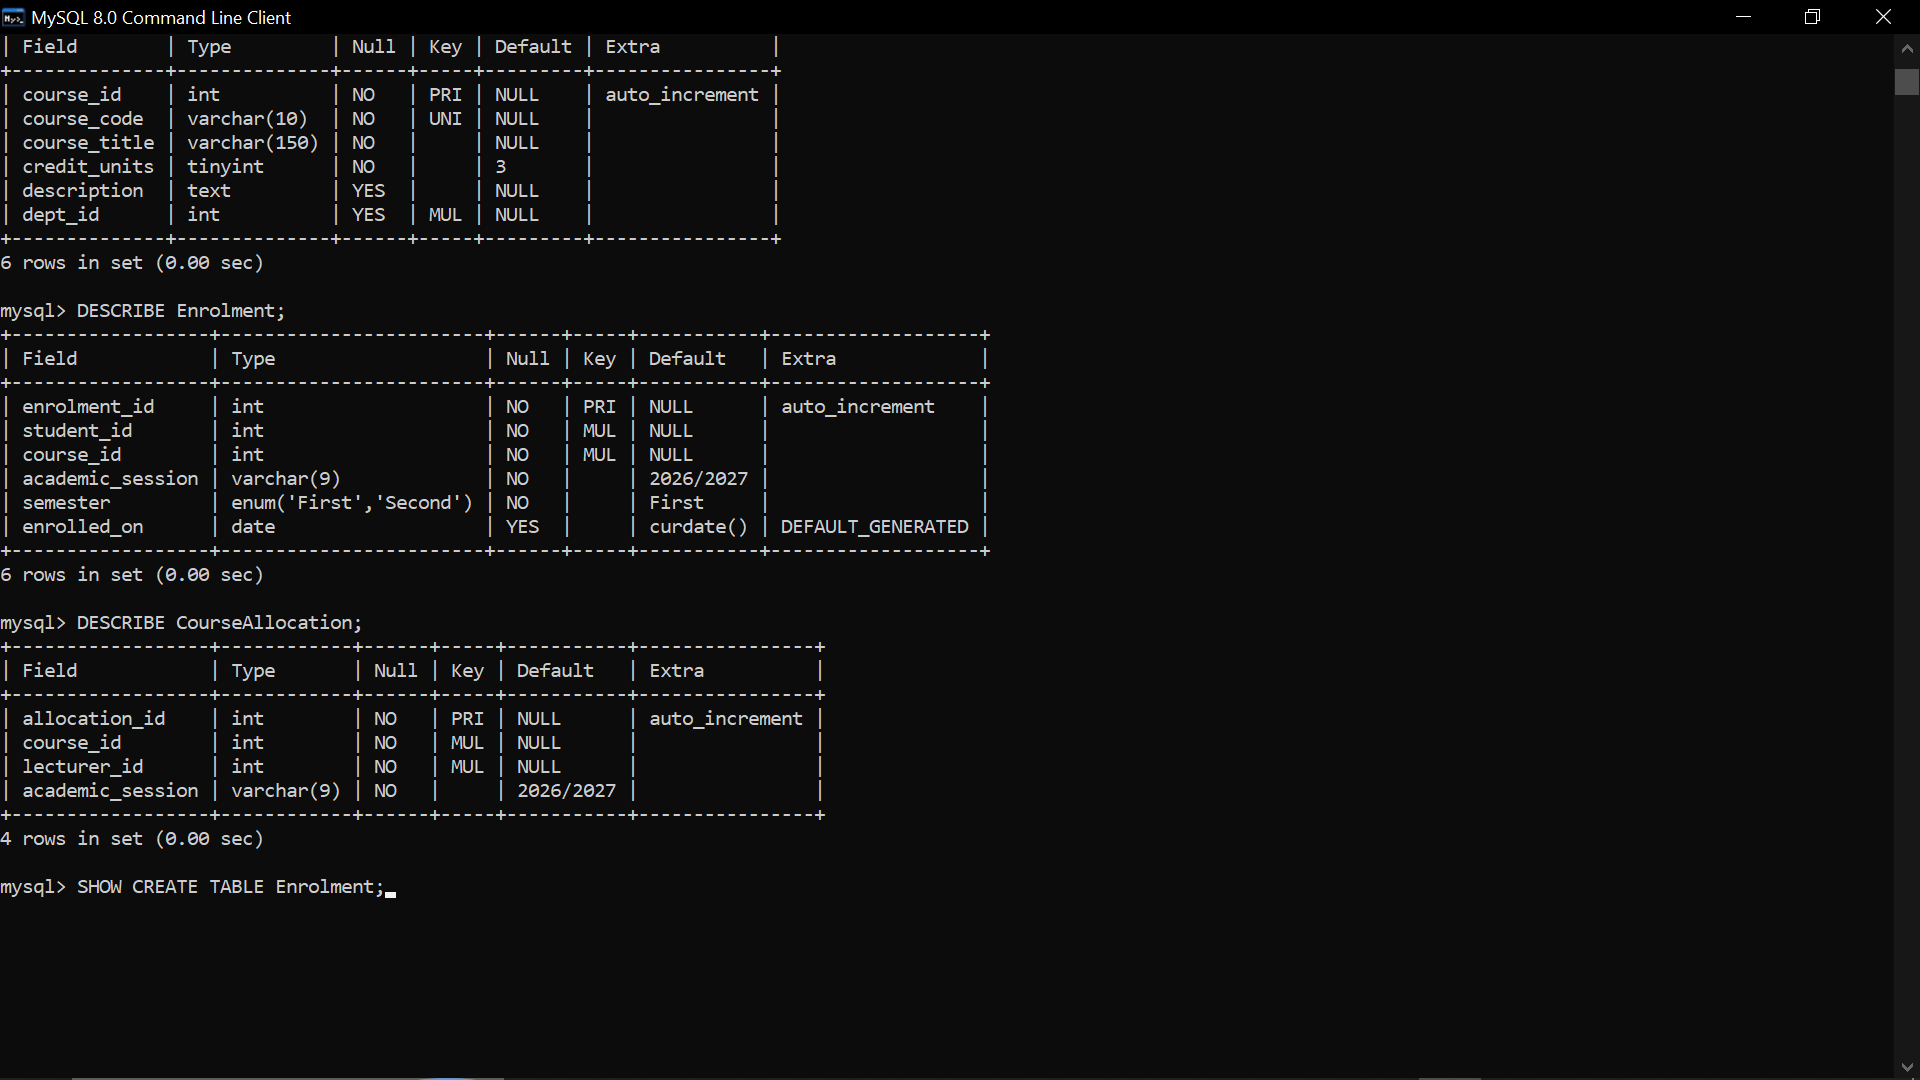 MySQL 8.0 Command Line Client
| Field         | Type         | Null | Key | Default | Extra          |
+---------------+--------------+------+-----+---------+----------------+
| course_id     | int          | NO   | PRI | NULL    | auto_increment |
| course_code   | varchar(10)  | NO   | UNI | NULL    |                |
| course_title  | varchar(150) | NO   |     | NULL    |                |
| credit_units  | tinyint      | NO   |     | 3       |                |
| description   | text         | YES  |     | NULL    |                |
| dept_id       | int          | YES  | MUL | NULL    |                |
+---------------+--------------+------+-----+---------+----------------+
6 rows in set (0.00 sec)

mysql> DESCRIBE Enrolment;
+------------------+------------------------+------+-----+-----------+-------------------+
| Field            | Type                   | Null | Key | Default   | Extra             |
+------------------+------------------------+------+-----+-----------+-------------------+
| enrolment_id     | int                    | NO   | PRI | NULL      | auto_increment    |
| student_id       | int                    | NO   | MUL | NULL      |                   |
| course_id        | int                    | NO   | MUL | NULL      |                   |
| academic_session | varchar(9)             | NO   |     | 2026/2027 |                   |
| semester         | enum('First','Second') | NO   |     | First     |                   |
| enrolled_on      | date                   | YES  |     | curdate() | DEFAULT_GENERATED |
+------------------+------------------------+------+-----+-----------+-------------------+
6 rows in set (0.00 sec)

mysql> DESCRIBE CourseAllocation;
+------------------+------------+------+-----+-----------+----------------+
| Field            | Type       | Null | Key | Default   | Extra          |
+------------------+------------+------+-----+-----------+----------------+
| allocation_id    | int        | NO   | PRI | NULL      | auto_increment |
| course_id        | int        | NO   | MUL | NULL      |                |
| lecturer_id      | int        | NO   | MUL | NULL      |                |
| academic_session | varchar(9) | NO   |     | 2026/2027 |                |
+------------------+------------+------+-----+-----------+----------------+
4 rows in set (0.00 sec)

mysql> SHOW CREATE TABLE Enrolment;